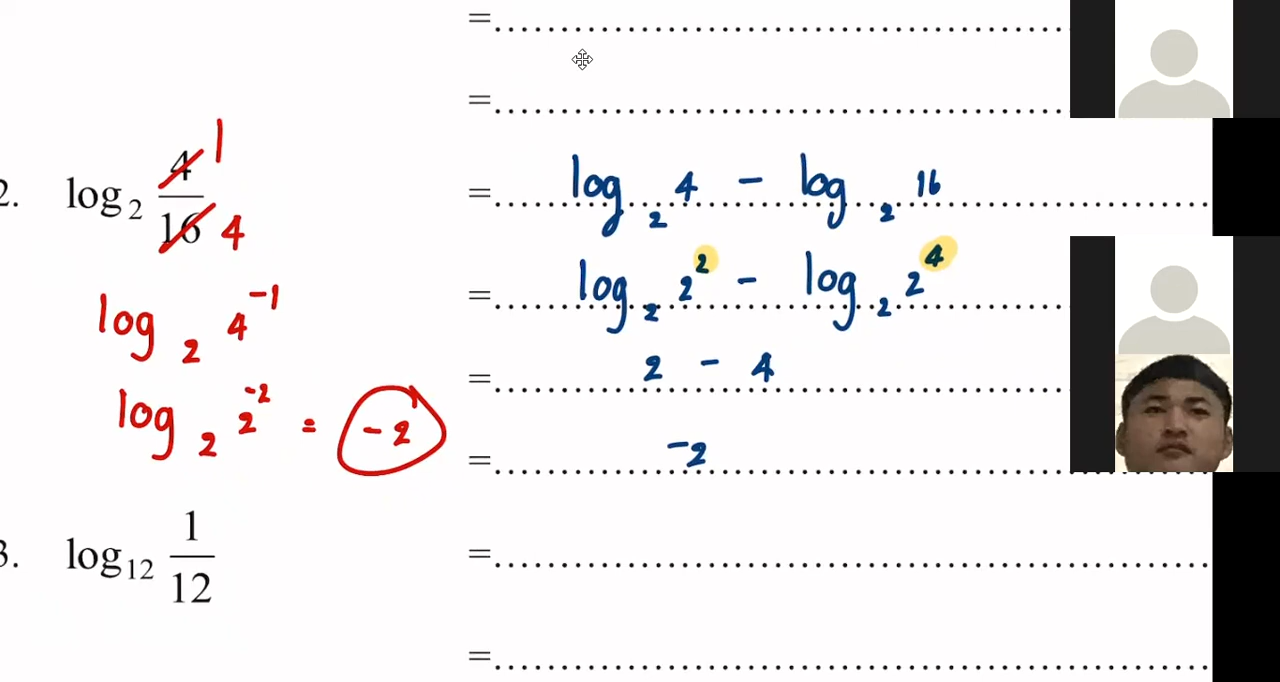 = ........................................
= ........................................
2. log₂ 4/16 1 4 = log₂ 4 - log₂ 16
= log₂ 2² - log₂ 2⁴
log₂ 4⁻¹
= 2 - 4
log₂ 2⁻² = -2
= -2
3. log₁₂ 1/12 = ........................................
= ........................................